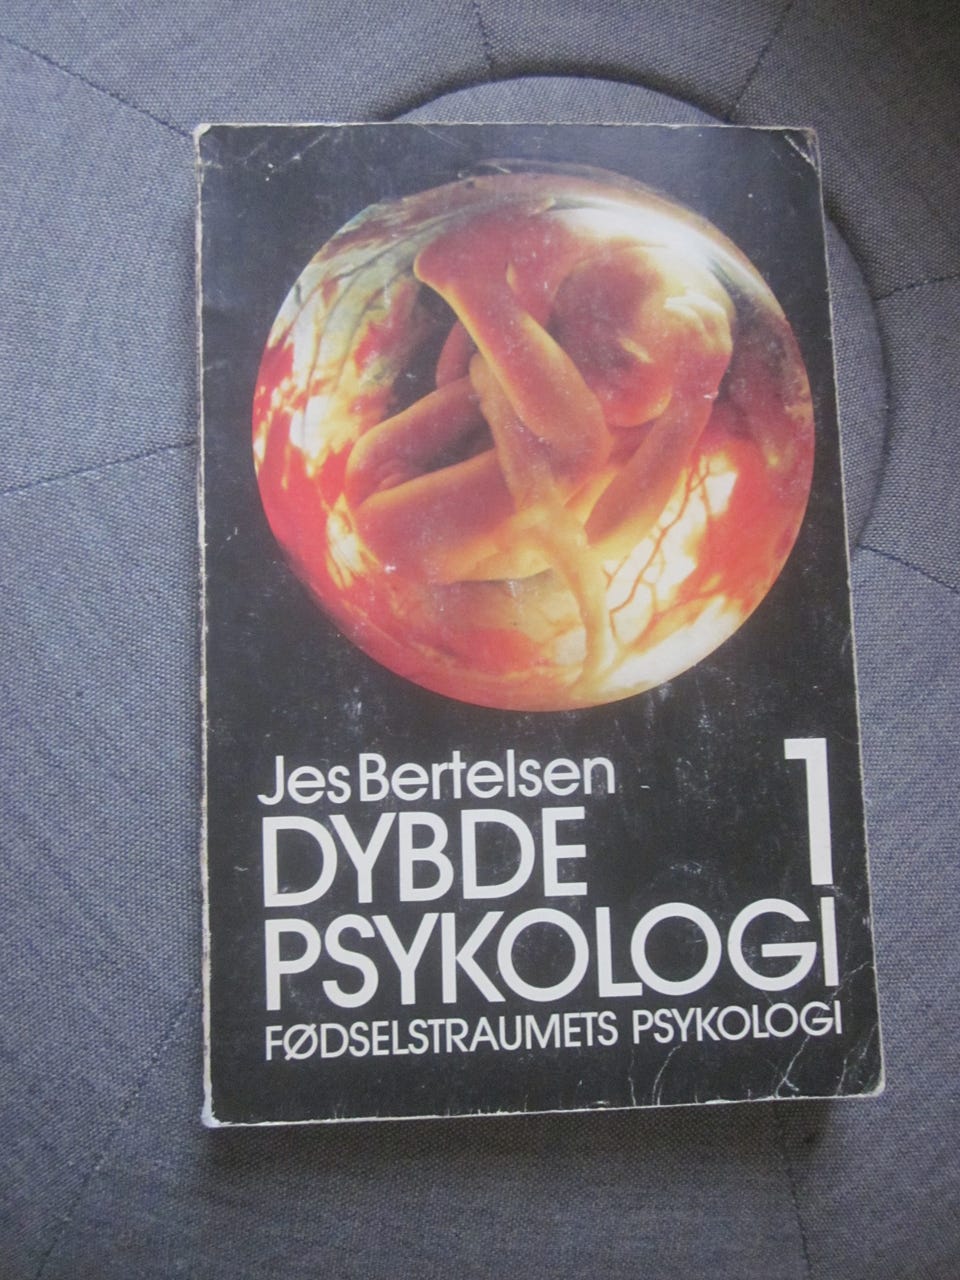 Jes Bertelsen
1
DYBDE
PSYKOLOGI
FØDSELSTRAUMETS PSYKOLOGI